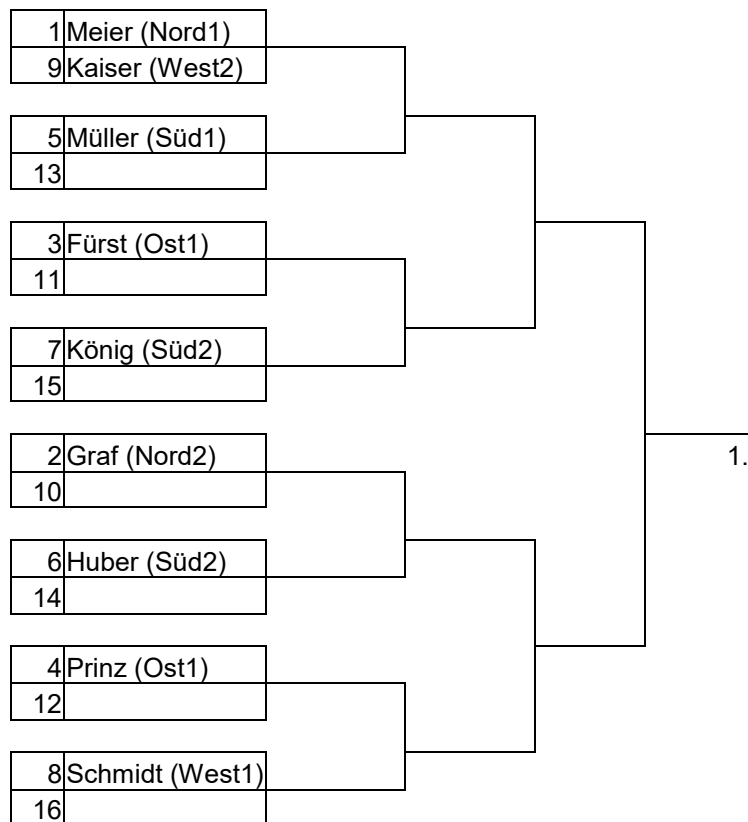 1 Meier (Nord1)
9 Kaiser (West2)
5 Müller (Süd1)
13
3 Fürst (Ost1)
11
7 König (Süd2)
15
2 Graf (Nord2)
1.
10
6 Huber (Süd2)
14
4 Prinz (Ost1)
12
8 Schmidt (West1)
16